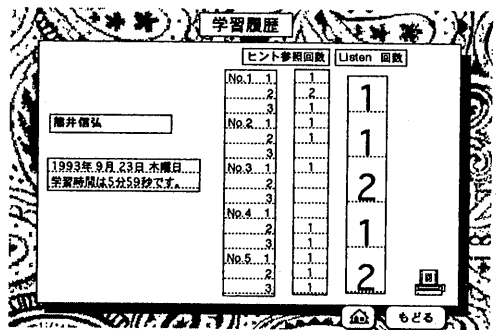 学習履歴
ヒント参照回数 Listen 回数
No.1 1 1
2 2
3 1
1
No.2 1 1
2 1
3
1
1993年 9月 23日 木曜日
学習時間は5分59秒です。
No.3 1 1
2
3
2
No.4 1
2 1
3 1
1
No.5 1 1
2 1
3 1
2
もどる